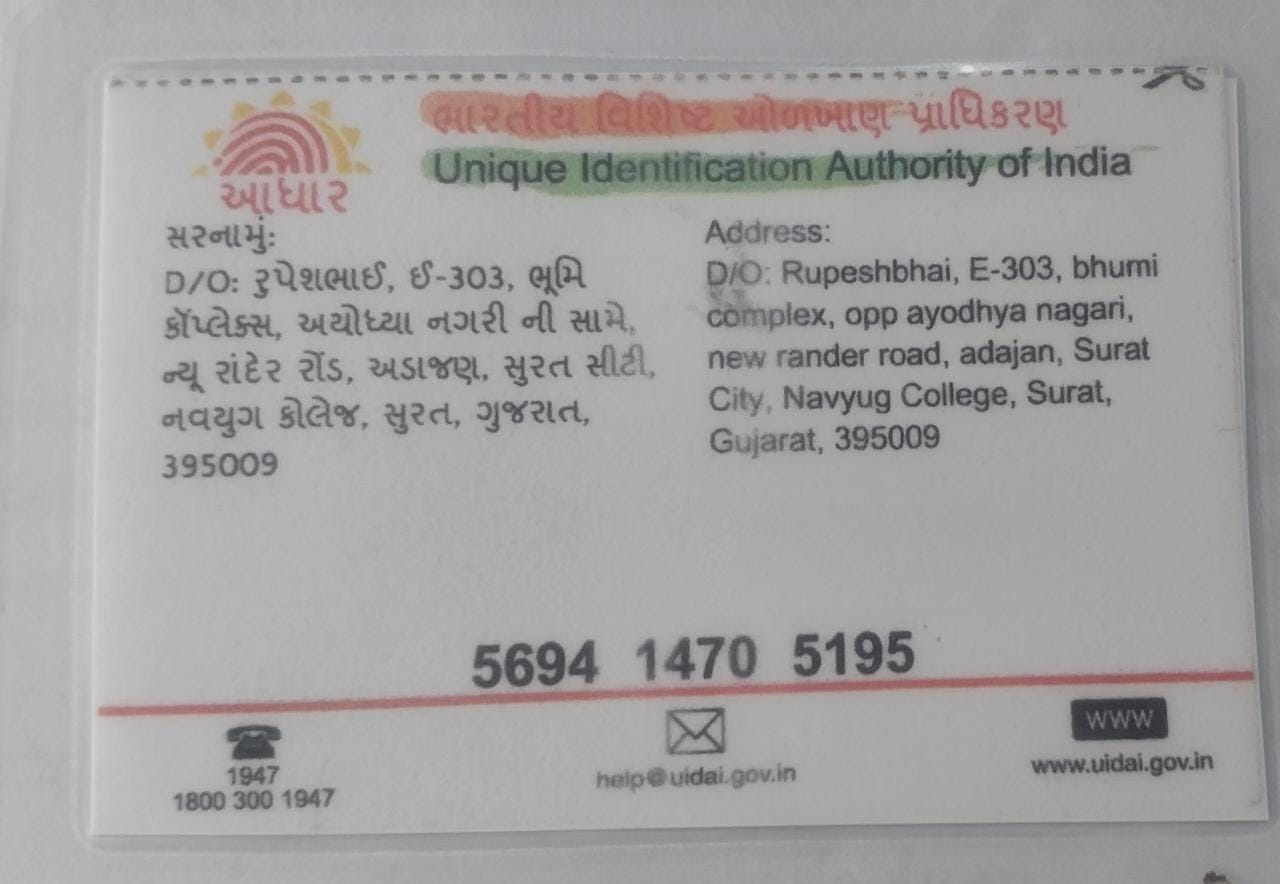 ભારતીય વિશિષ્ટ ઓળખાણ પ્રાધિકરણ
Unique Identification Authority of India
આધાર
સરનામું:
D/O: રુપેશભાઈ, ઈ-303, ભૂમિ
કૉપ્લેક્સ, અયોધ્યા નગરી ની સામે,
ન્યૂ રાંદેર રોંડ, અડાજણ, સુરત સીટી,
નવયુગ કોલેજ, સુરત, ગુજરાત,
395009
Address:
D/O: Rupeshbhai, E-303, bhumi
complex, opp ayodhya nagari,
new rander road, adajan, Surat
City, Navyug College, Surat,
Gujarat, 395009
5694 1470 5195
1947
1800 300 1947
help@uidai.gov.in
www
www.uidai.gov.in